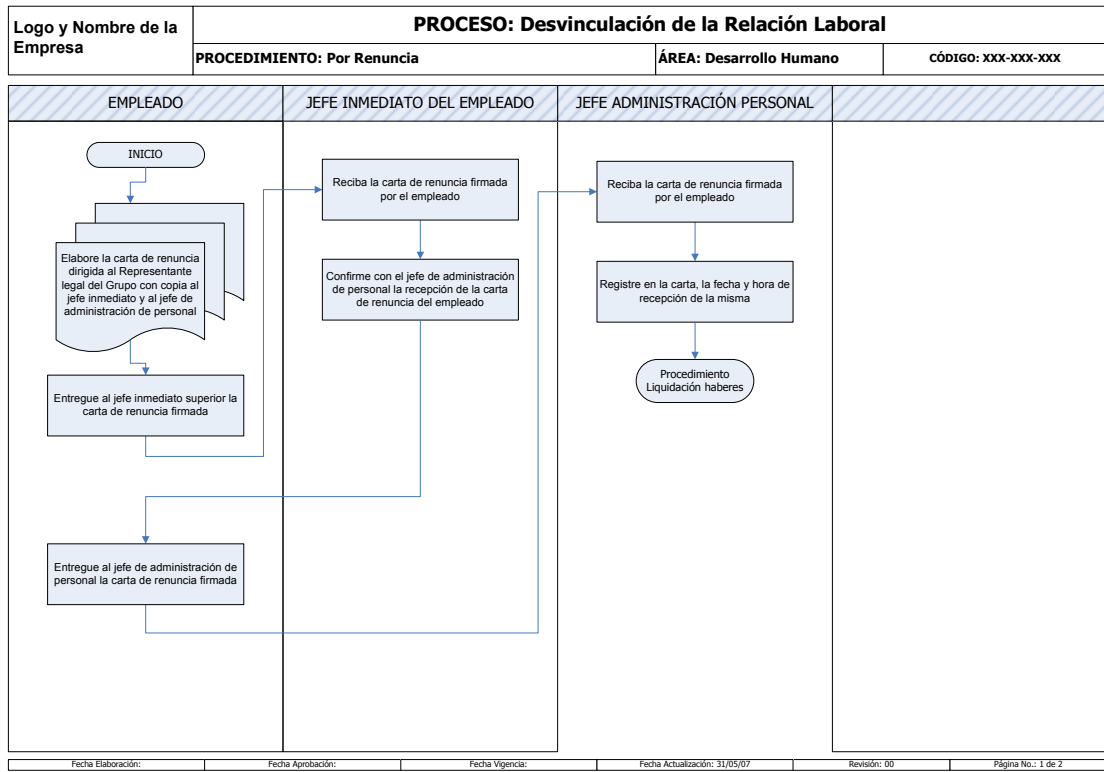 Logo y Nombre de la
Empresa
PROCESO: Desvinculación de la Relación Laboral
PROCEDIMIENTO: Por Renuncia
ÁREA: Desarrollo Humano
CÓDIGO: XXX-XXX-XXX
EMPLEADO
JEFE INMEDIATO DEL EMPLEADO
JEFE ADMINISTRACIÓN PERSONAL
INICIO
Elabore la carta de renuncia
dirigida al Representante
legal del Grupo con copia al
jefe inmediato y al jefe de
administración de personal
Entregue al jefe inmediato superior la
carta de renuncia firmada
Reciba la carta de renuncia firmada
por el empleado
Confirme con el jefe de administración
de personal la recepción de la carta
de renuncia del empleado
Entregue al jefe de administración de
personal la carta de renuncia firmada
Reciba la carta de renuncia firmada
por el empleado
Registre en la carta, la fecha y hora de
recepción de la misma
Procedimiento
Liquidación haberes
Fecha Elaboración:
Fecha Aprobación:
Fecha Vigencia:
Fecha Actualización: 31/05/07
Revisión: 00
Página No.: 1 de 2